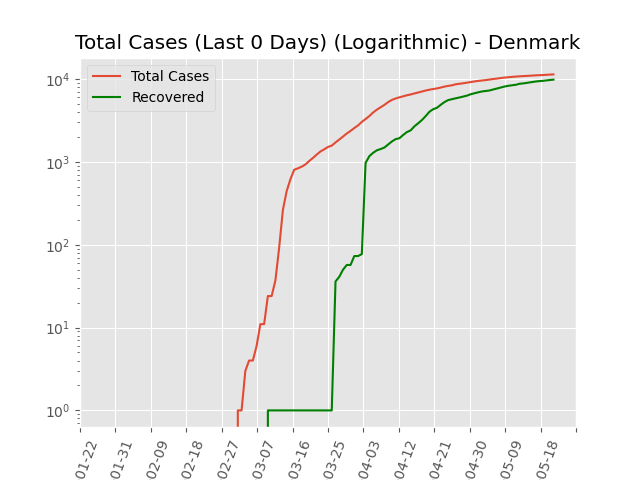 Total Cases (Last 0 Days) (Logarithmic) - Denmark
Total Cases
Recovered
10⁴
10³
10²
10¹
10⁰
01-22 01-31 02-09 02-18 02-27 03-07 03-16 03-25 04-03 04-12 04-21 04-30 05-09 05-18